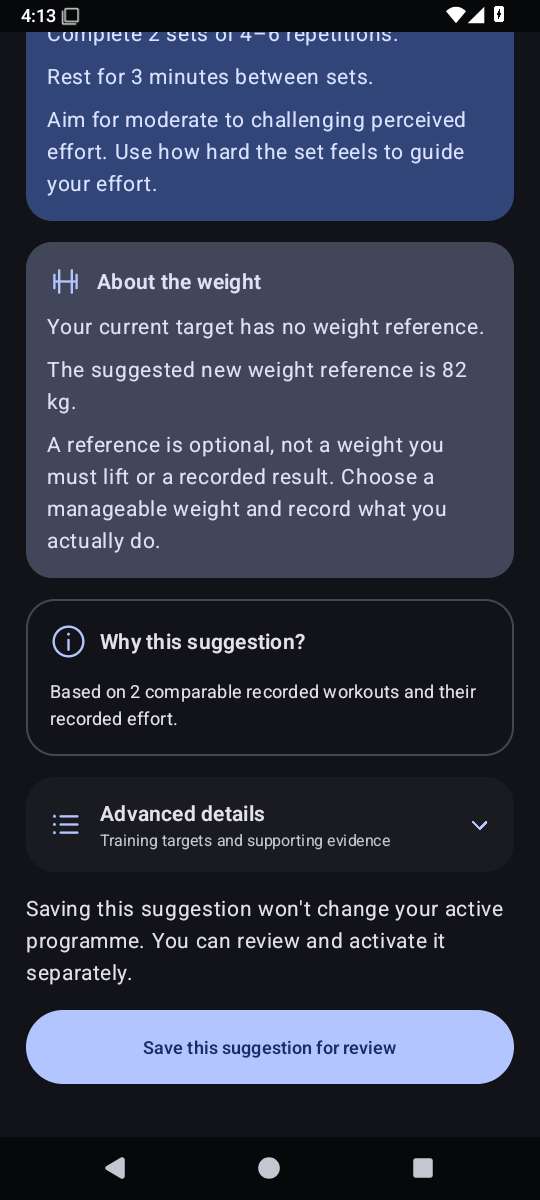 4:13
Complete 2 sets of 4–6 repetitions.
Rest for 3 minutes between sets.
Aim for moderate to challenging perceived
effort. Use how hard the set feels to guide
your effort.
About the weight
Your current target has no weight reference.
The suggested new weight reference is 82
kg.
A reference is optional, not a weight you
must lift or a recorded result. Choose a
manageable weight and record what you
actually do.
Why this suggestion?
Based on 2 comparable recorded workouts and their
recorded effort.
Advanced details
Training targets and supporting evidence
Saving this suggestion won't change your active
programme. You can review and activate it
separately.
Save this suggestion for review